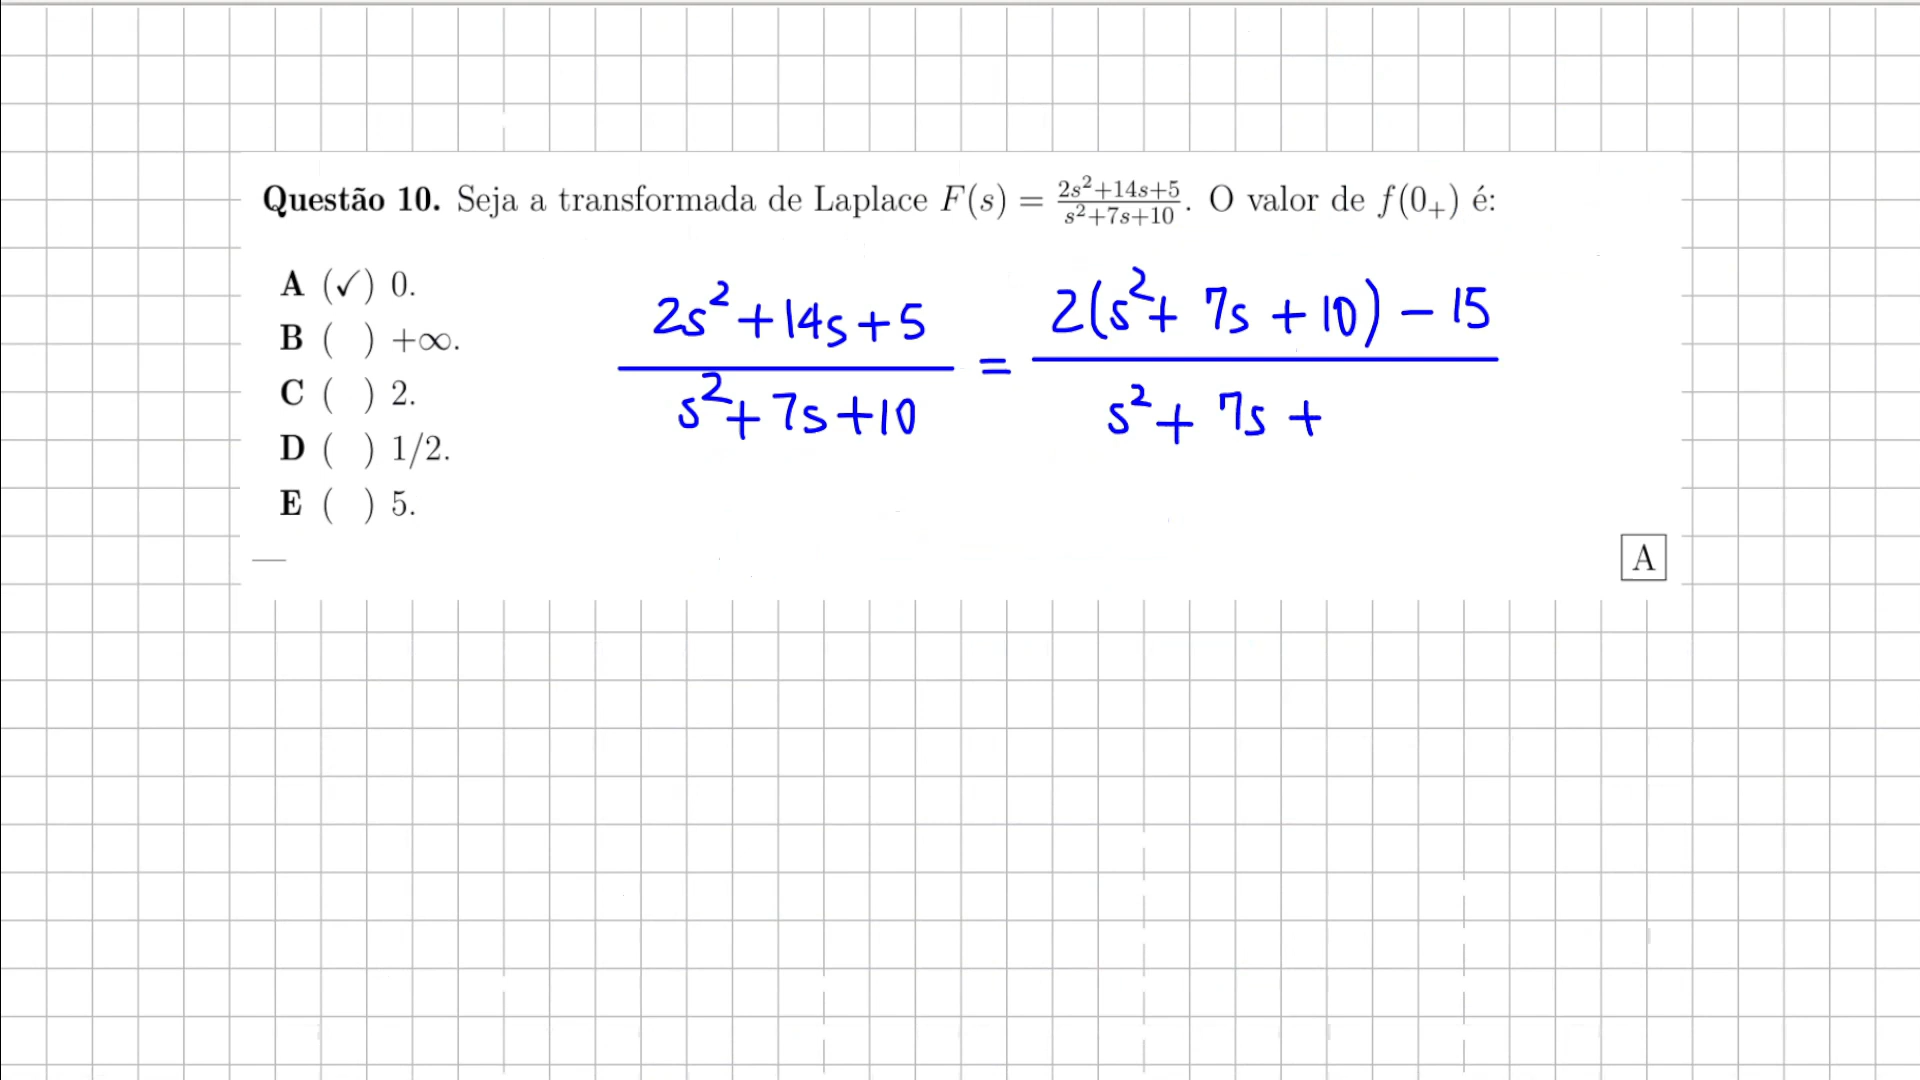 Questão 10. Seja a transformada de Laplace F(s) = (2s²+14s+5)/(s²+7s+10). O valor de f(0₊) é:
A (✓) 0.
B ( ) +∞.
C ( ) 2.
D ( ) 1/2.
E ( ) 5.
(2s²+14s+5)/(s²+7s+10) = (2(s²+7s+10)−15)/(s²+7s+
A